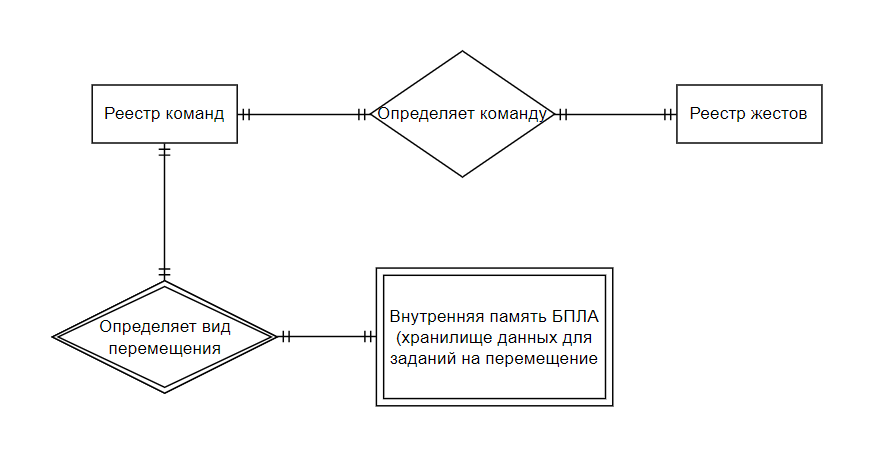 Реестр команд
Определяет команду
Реестр жестов
Определяет вид
перемещения
Внутренняя память БПЛА
(хранилище данных для
заданий на перемещение